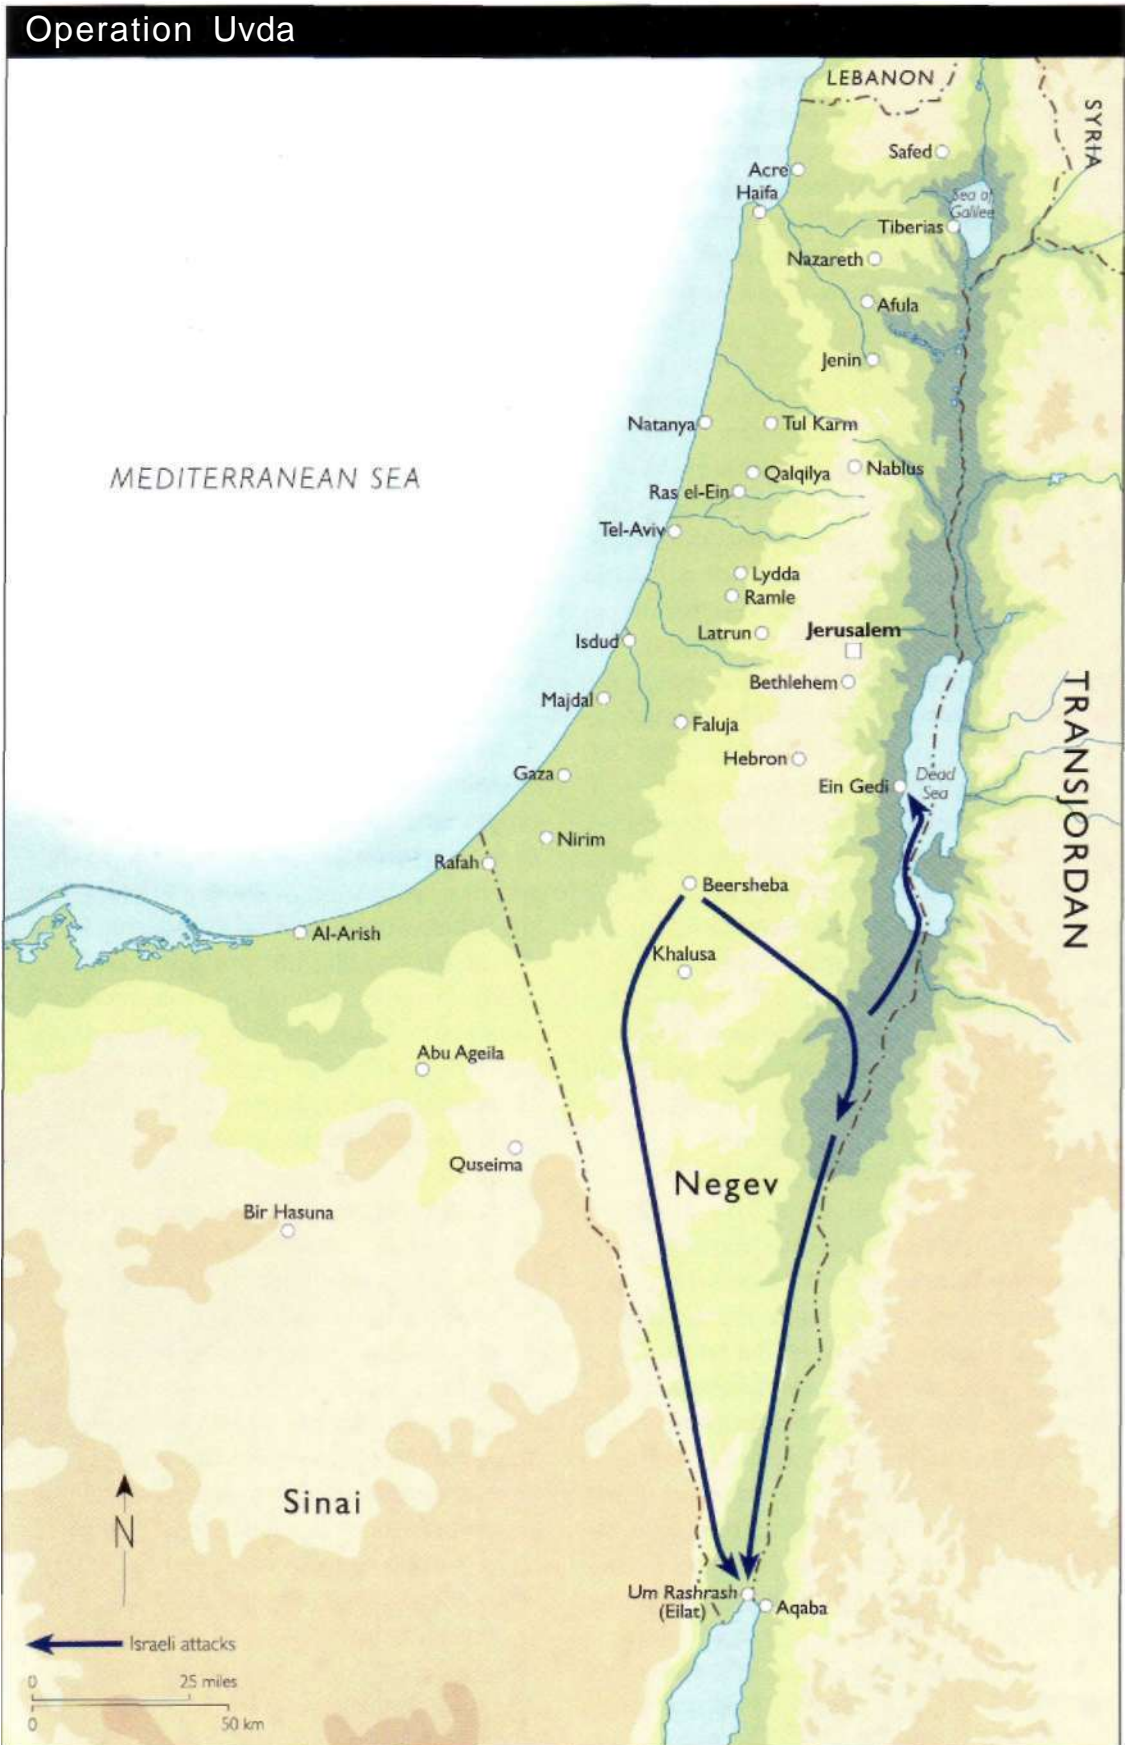 Operation Uvda
LEBANON
SYRIA
Safed
Acre
Haifa
Sea of
Galilee
Tiberias
Nazareth
Afula
Jenin
Natanya
Tul Karm
MEDITERRANEAN SEA
Qalqilya
Nablus
Ras el-Ein
Tel-Aviv
Lydda
Ramle
Latrun
Jerusalem
Isdud
Bethlehem
Majdal
Faluja
TRANSJORDAN
Hebron
Gaza
Ein Gedi
Dead
Sea
Nirim
Rafah
Beersheba
Al-Arish
Khalusa
Abu Ageila
Quseima
Negev
Bir Hasuna
Sinai
N
Um Rashrash
(Eilat)
Aqaba
Israeli attacks
0 25 miles
0 50 km